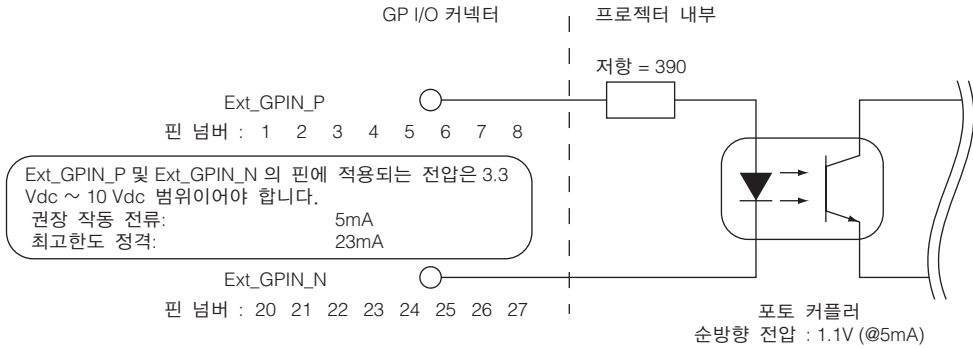 GP I/O 커넥터
프로젝터 내부
저항 = 390
Ext_GPIN_P
핀 넘버 : 1 2 3 4 5 6 7 8
Ext_GPIN_P 및 Ext_GPIN_N 의 핀에 적용되는 전압은 3.3
Vdc ~ 10 Vdc 범위이어야 합니다.
권장 작동 전류: 5mA
최고한도 정격: 23mA
Ext_GPIN_N
핀 넘버 : 20 21 22 23 24 25 26 27
포토 커플러
순방향 전압 : 1.1V (@5mA)